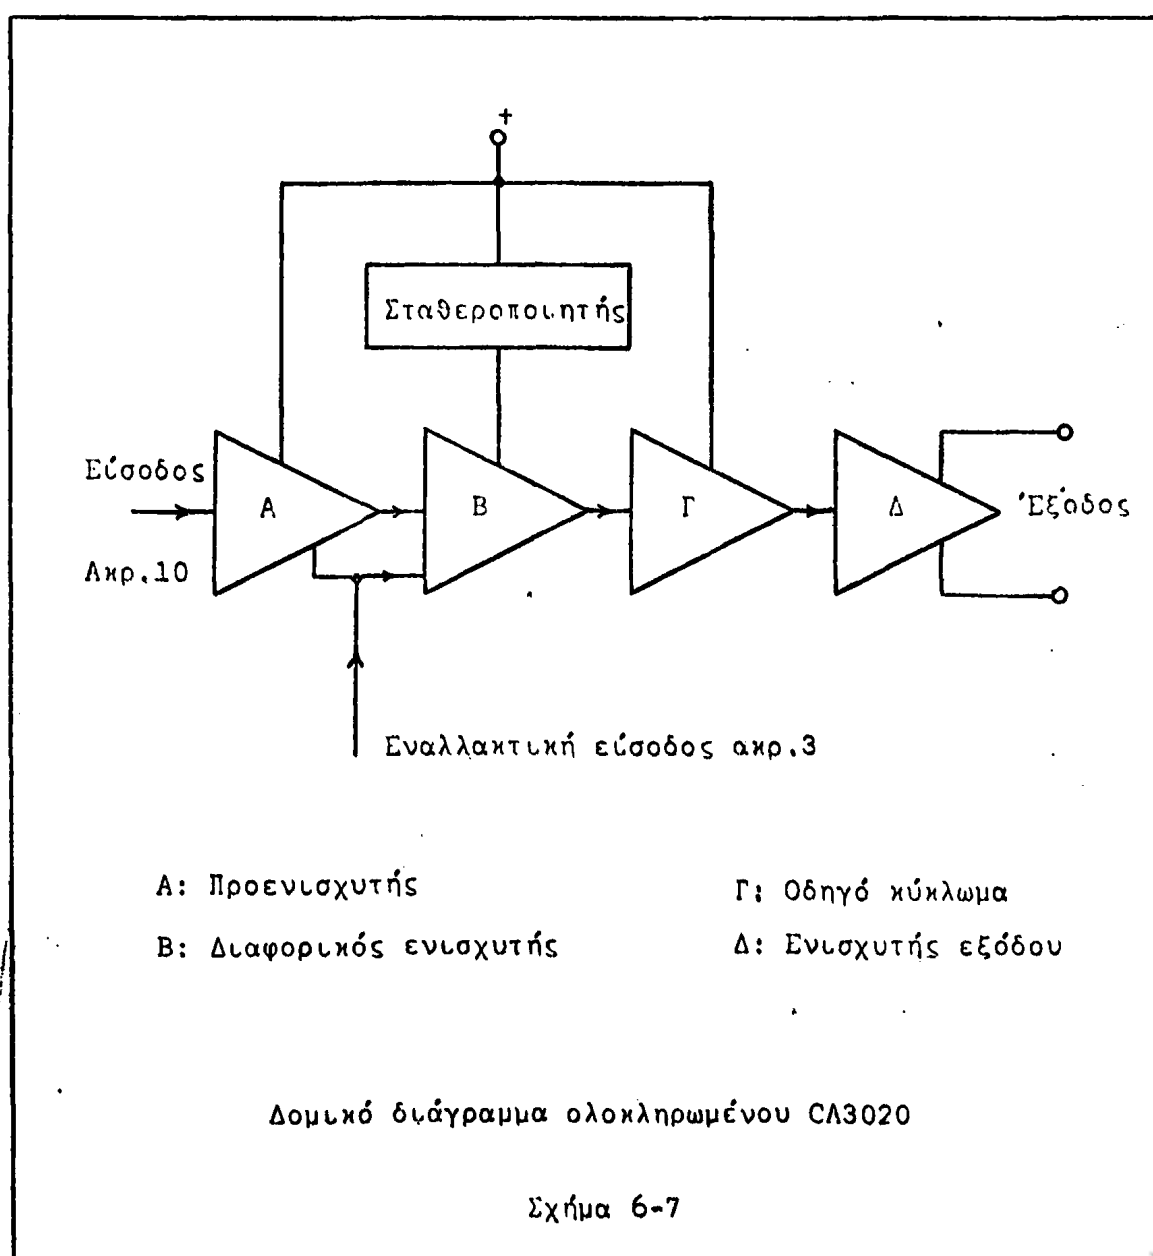 +
Σταθεροποιητής
Είσοδος
Α
Β
Γ
Δ
Έξοδος
Ακρ.10
Εναλλακτική είσοδος ακρ.3
Α: Προενισχυτής
Γ: Οδηγό κύκλωμα
Β: Διαφορικός ενισχυτής
Δ: Ενισχυτής εξόδου
Δομικό διάγραμμα ολοκληρωμένου CA3020
Σχήμα 6-7